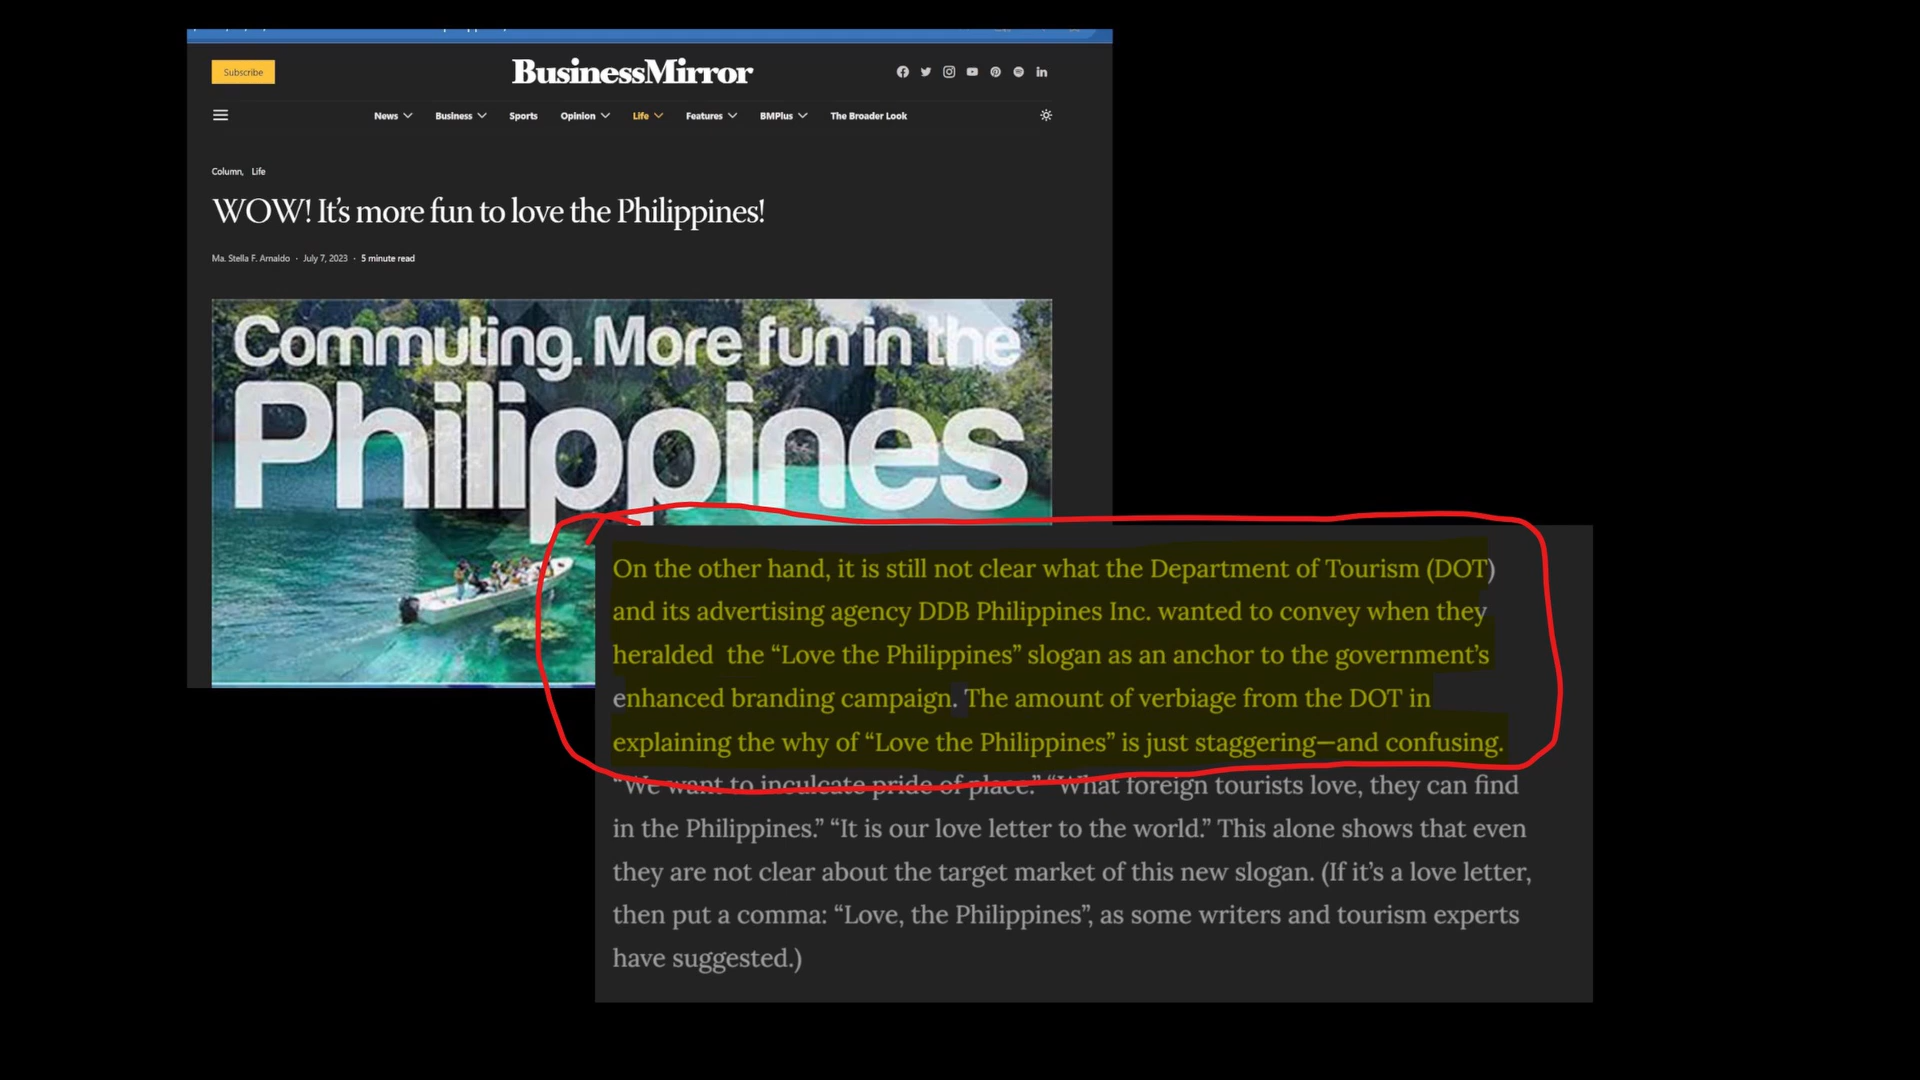 Subscribe
BusinessMirror
News Business Sports Opinion Life Features BMPlus The Broader Look
Column, Life
WOW! It's more fun to love the Philippines!
Ma. Stella F. Arnaldo · July 7, 2023 · 5 minute read
Commuting. More fun in the
Philippines
On the other hand, it is still not clear what the Department of Tourism (DOT)
and its advertising agency DDB Philippines Inc. wanted to convey when they
heralded the “Love the Philippines” slogan as an anchor to the government’s
enhanced branding campaign. The amount of verbiage from the DOT in
explaining the why of “Love the Philippines” is just staggering—and confusing.
“We want to inculcate pride of place.” “What foreign tourists love, they can find
in the Philippines.” “It is our love letter to the world.” This alone shows that even
they are not clear about the target market of this new slogan. (If it’s a love letter,
then put a comma: “Love, the Philippines”, as some writers and tourism experts
have suggested.)